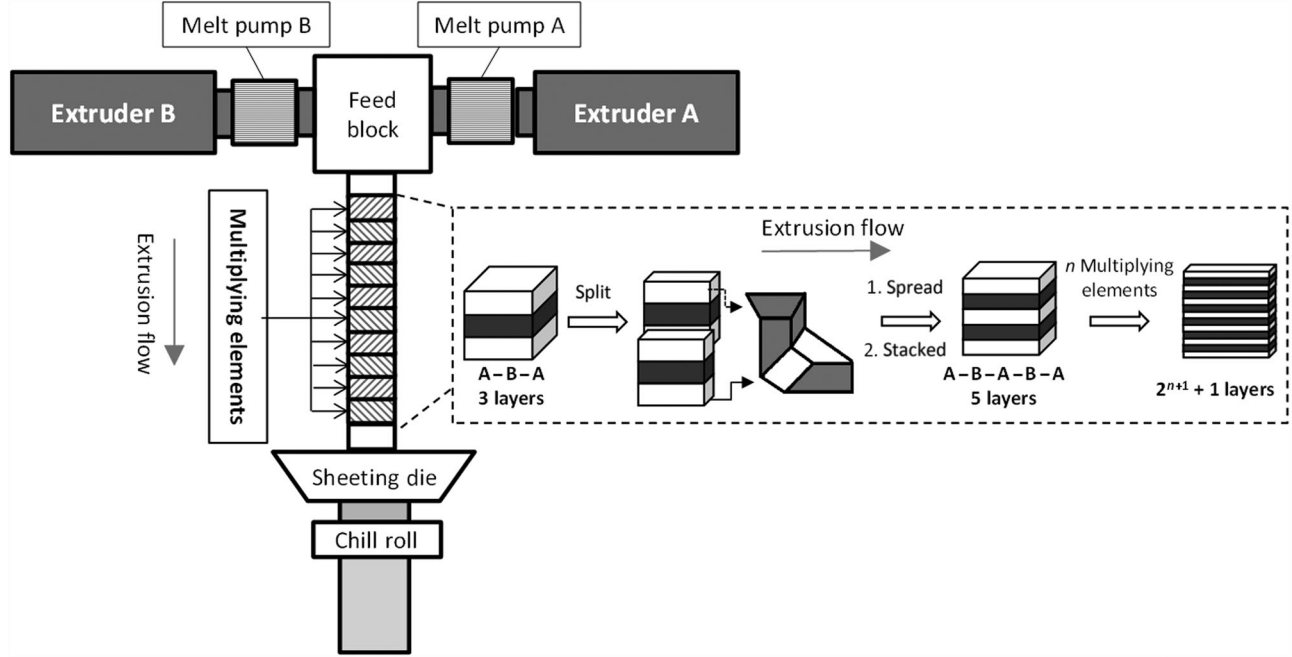 Melt pump B
Melt pump A
Extruder B
Feed
block
Extruder A
Multiplying elements
Extrusion flow
Extrusion flow
Split
1. Spread
2. Stacked
n Multiplying
elements
A – B – A
3 layers
A – B – A – B – A
5 layers
2ⁿ⁺¹ + 1 layers
Sheeting die
Chill roll